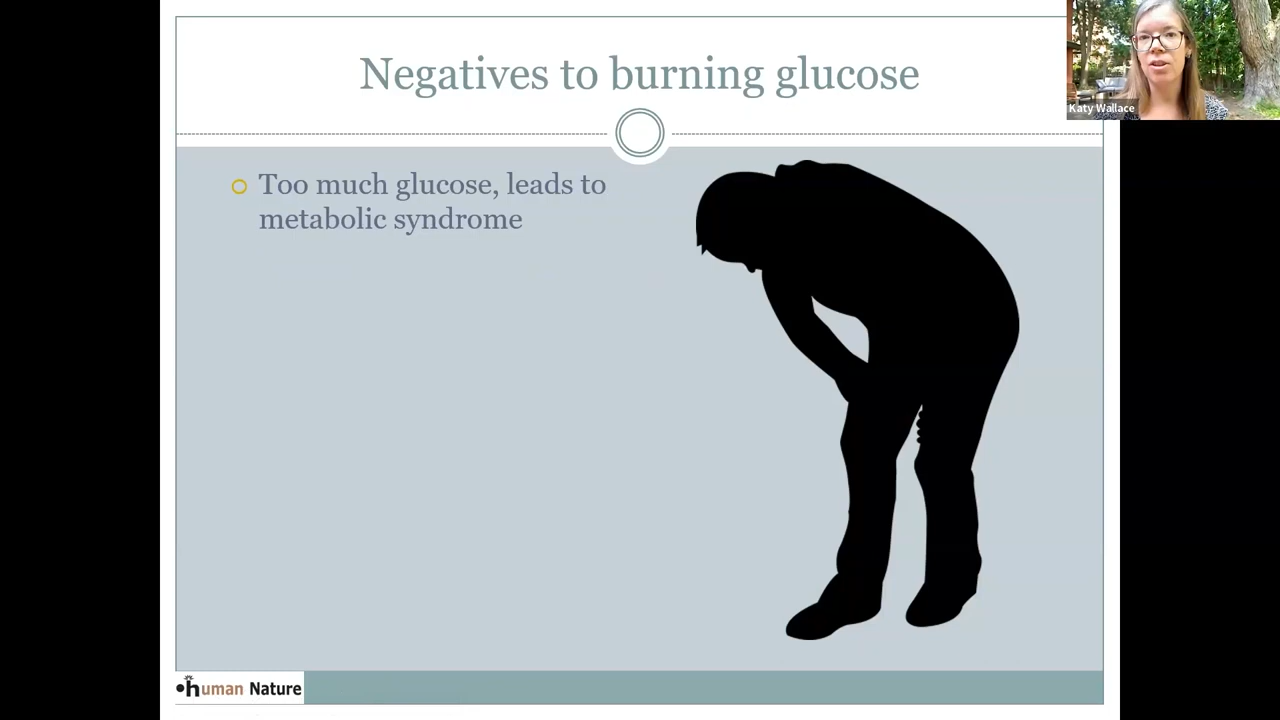 Negatives to burning glucose
Katy Wallace
Too much glucose, leads to
metabolic syndrome
human Nature